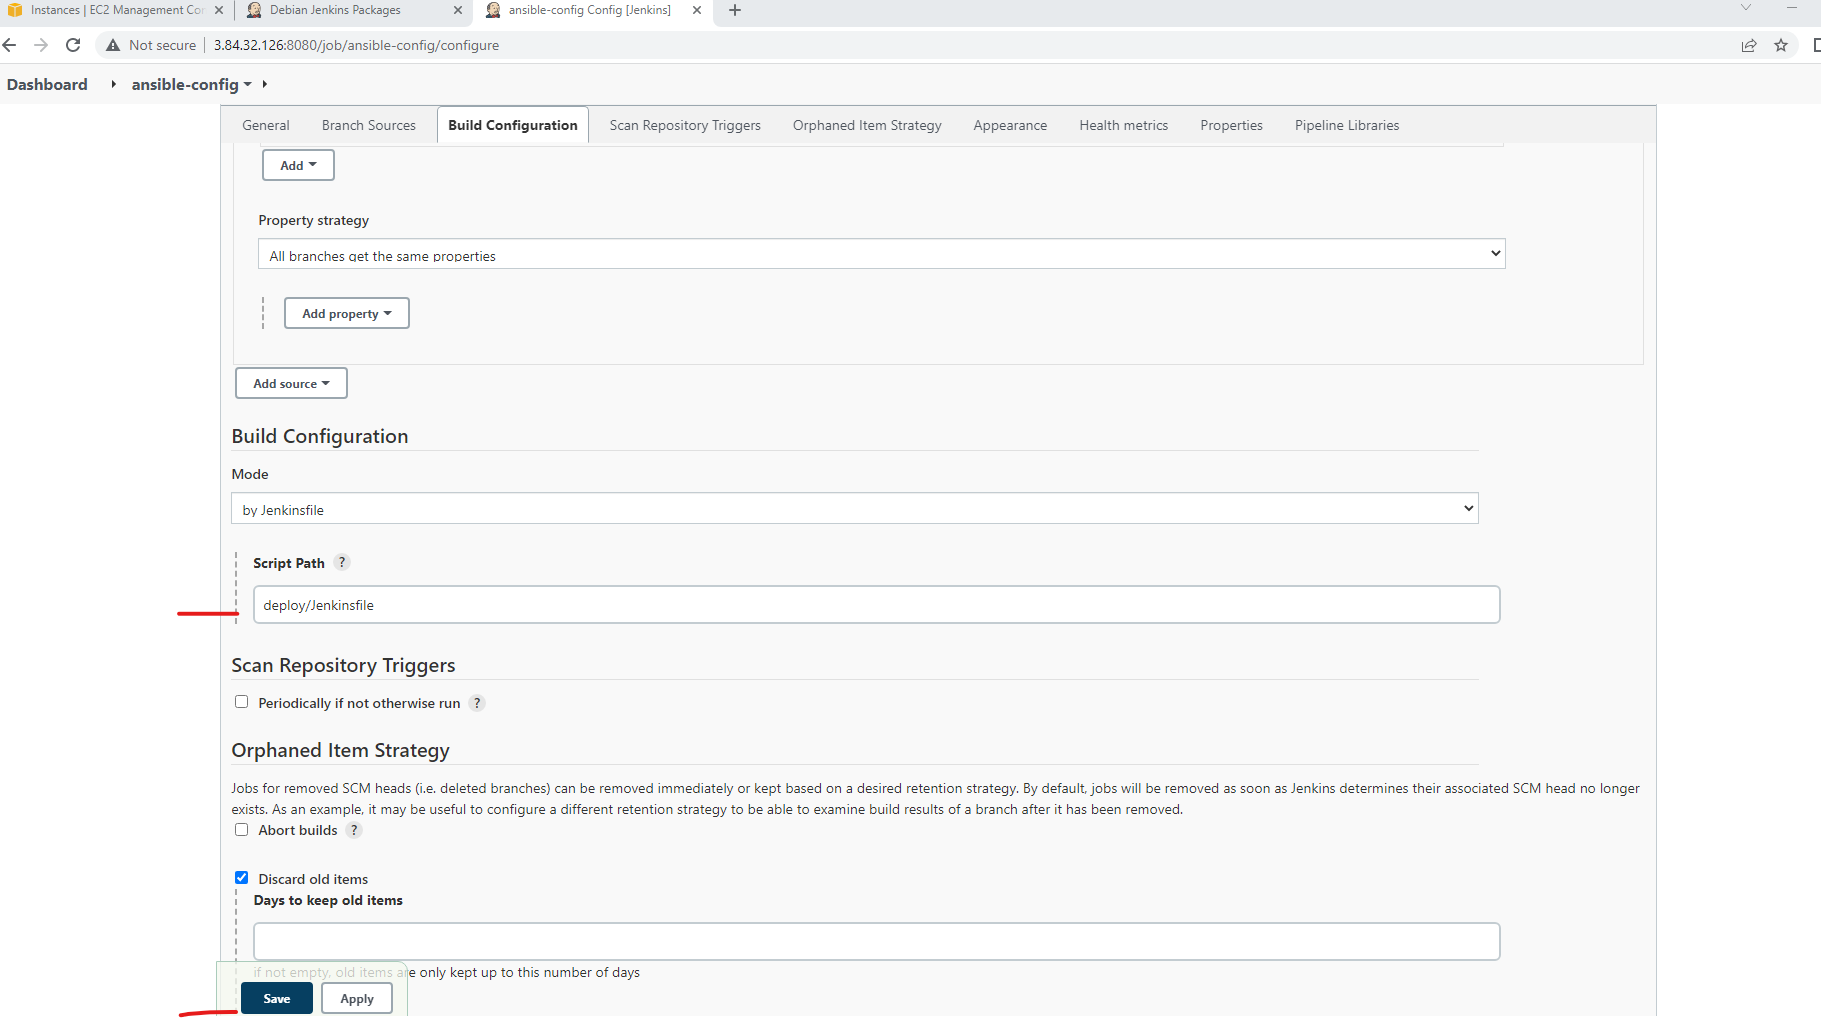 Instances | EC2 Management Cor
Debian Jenkins Packages
ansible-config Config [Jenkins]
Not secure
3.84.32.126:8080/job/ansible-config/configure
Dashboard
ansible-config
General
Branch Sources
Build Configuration
Scan Repository Triggers
Orphaned Item Strategy
Appearance
Health metrics
Properties
Pipeline Libraries
Add
Property strategy
All branches get the same properties
Add property
Add source
Build Configuration
Mode
by Jenkinsfile
Script Path ?
deploy/Jenkinsfile
Scan Repository Triggers
Periodically if not otherwise run ?
Orphaned Item Strategy
Jobs for removed SCM heads (i.e. deleted branches) can be removed immediately or kept based on a desired retention strategy. By default, jobs will be removed as soon as Jenkins determines their associated SCM head no longer
exists. As an example, it may be useful to configure a different retention strategy to be able to examine build results of a branch after it has been removed.
Abort builds ?
Discard old items
Days to keep old items
if not empty, old items are only kept up to this number of days
Save
Apply